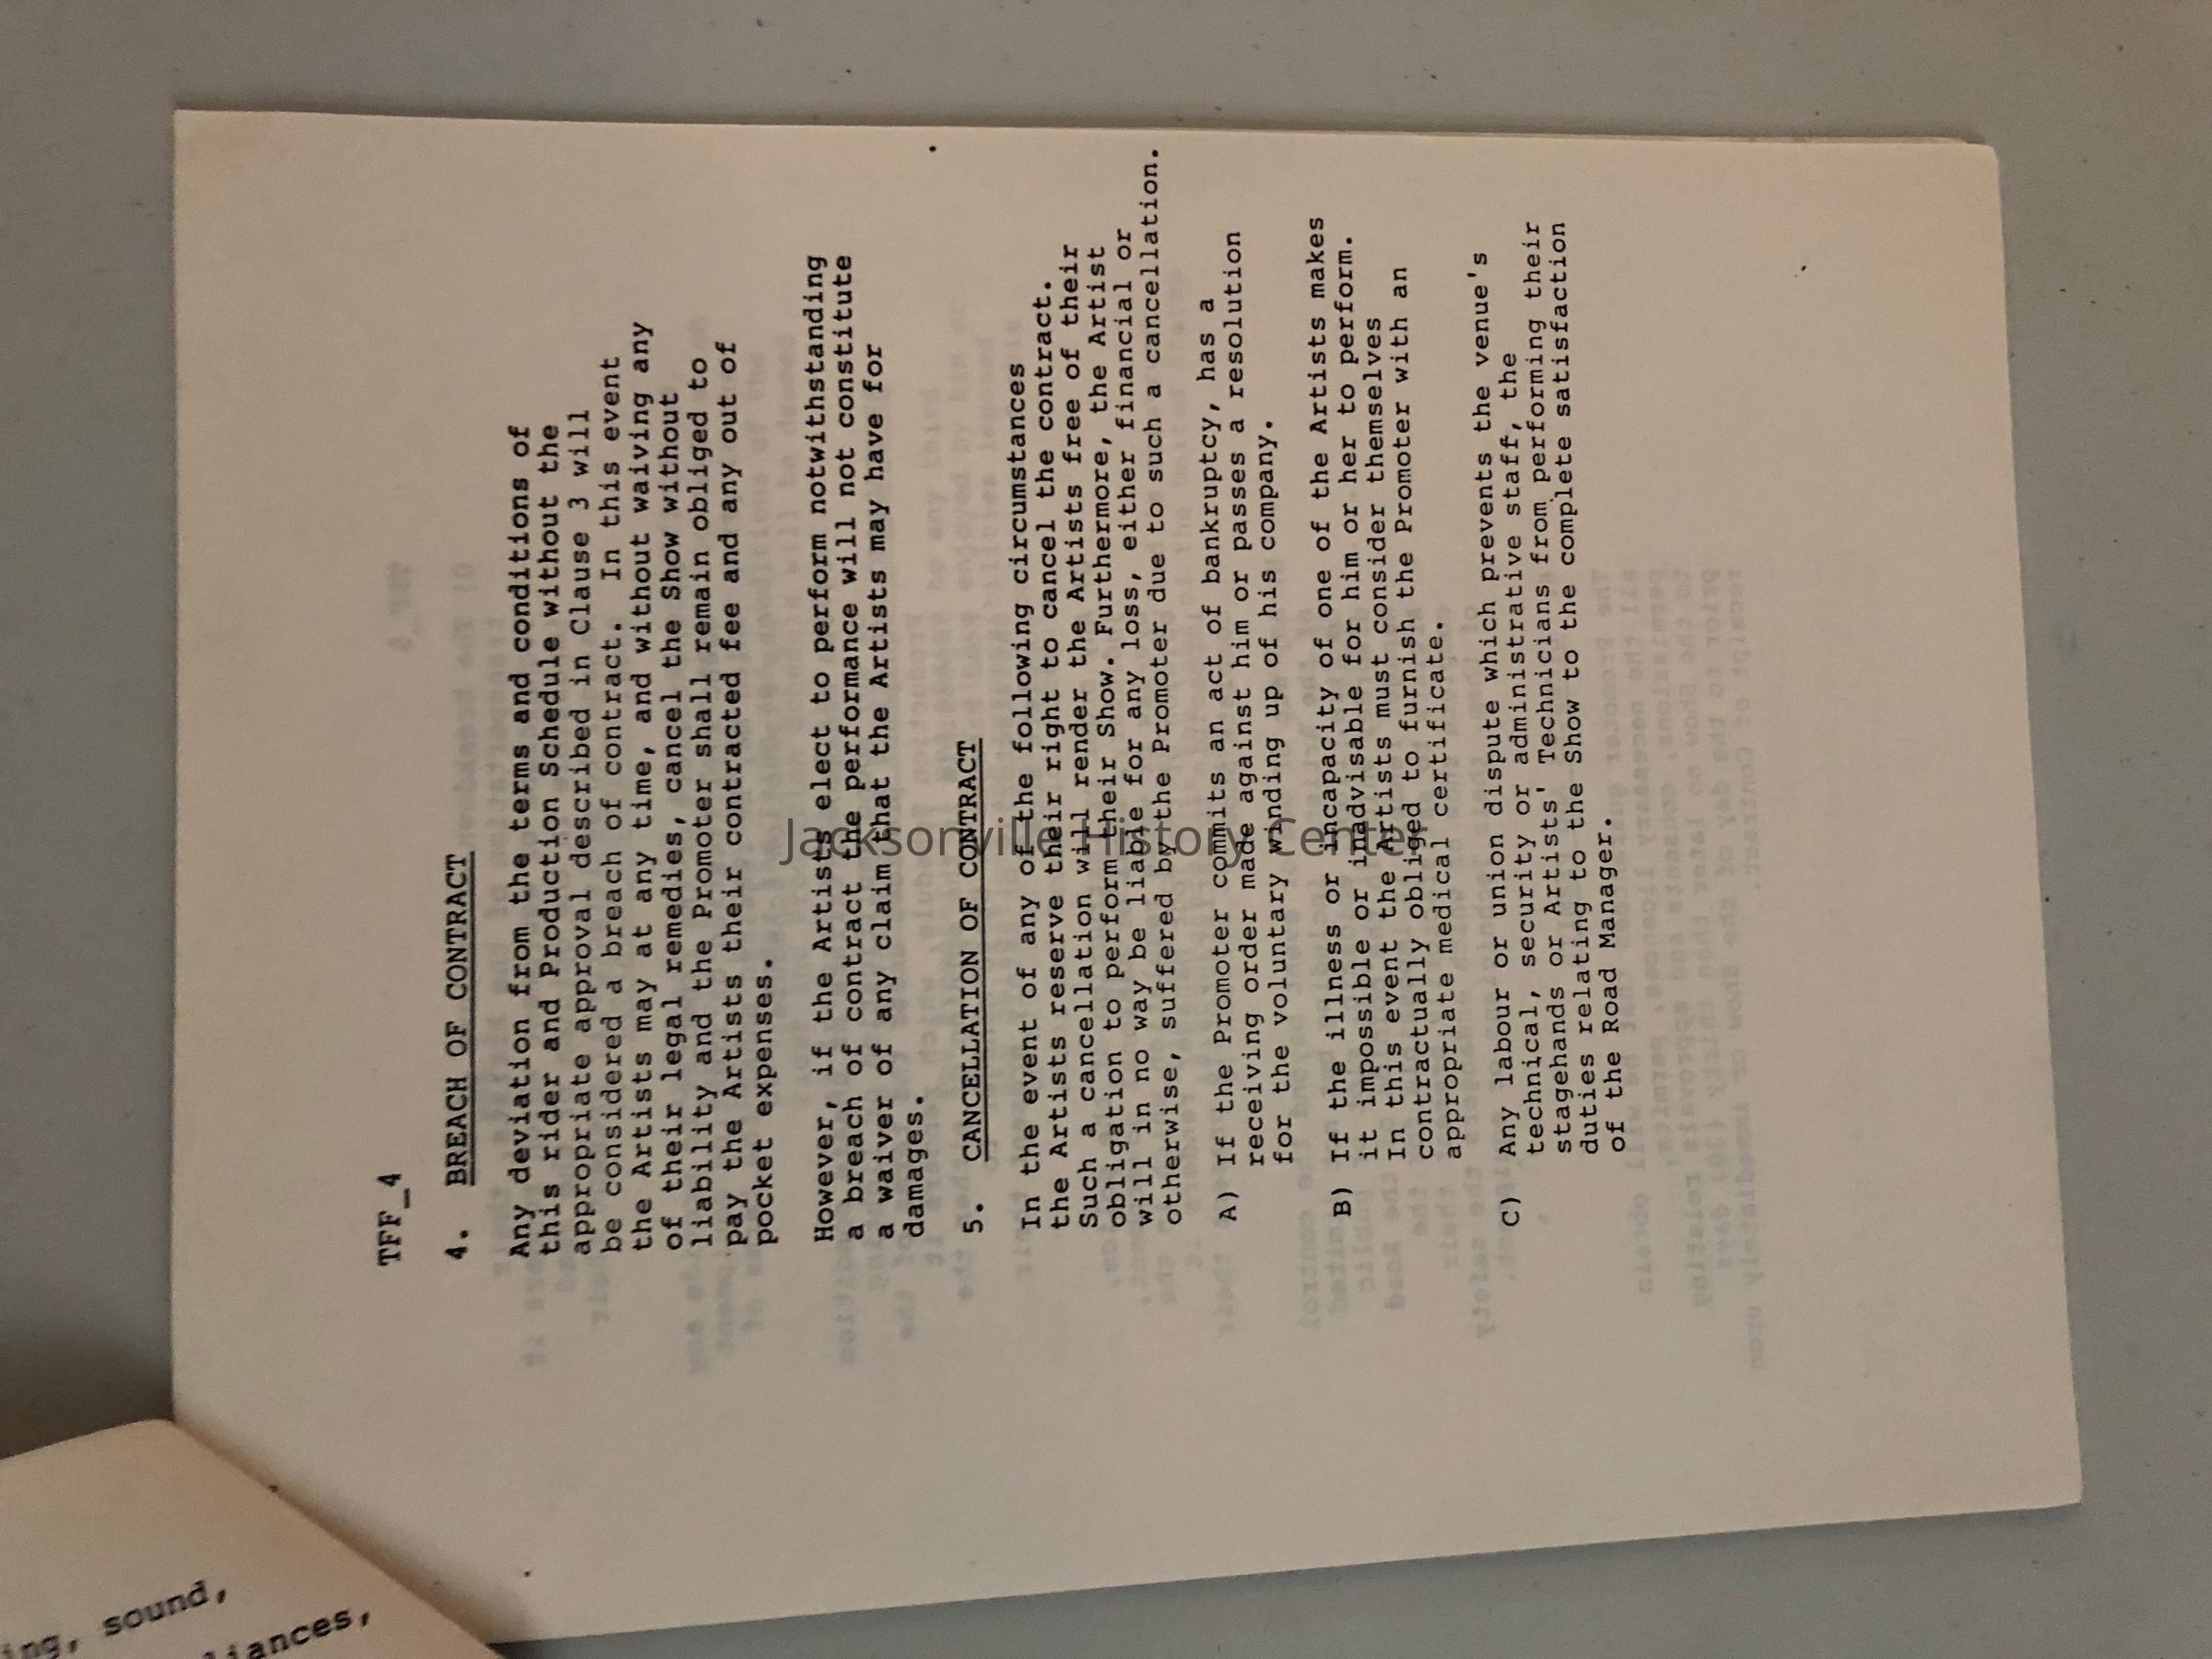 TFF_4
4. BREACH OF CONTRACT
Any deviation from the terms and conditions of
this rider and Production Schedule without the
appropriate approval described in Clause 3 will
be considered a breach of contract. In this event
the Artists may at any time, and without waiving any
of their legal remedies, cancel the Show without
liability and the Promoter shall remain obliged to
pay the Artists their contracted fee and any out of
pocket expenses.
However, if the Artists elect to perform notwithstanding
a breach of contract the performance will not constitute
a waiver of any claim that the Artists may have for
damages.
5. CANCELLATION OF CONTRACT
In the event of any of the following circumstances
the Artists reserve their right to cancel the contract.
Such a cancellation will render the Artists free of their
obligation to perform their Show. Furthermore, the Artist
will in no way be liable for any loss, either financial or
otherwise, suffered by the Promoter due to such a cancellation.
A) If the Promoter commits an act of bankruptcy, has a
receiving order made against him or passes a resolution
for the voluntary winding up of his company.
B) If the illness or incapacity of one of the Artists makes
it impossible or inadvisable for him or her to perform.
In this event the Artists must consider themselves
contractually obliged to furnish the Promoter with an
appropriate medical certificate.
C) Any labour or union dispute which prevents the venue's
technical, security or administrative staff, the
stagehands or Artists' Technicians from performing their
duties relating to the Show to the complete satisfaction
of the Road Manager.
Jacksonville History Center
sound,